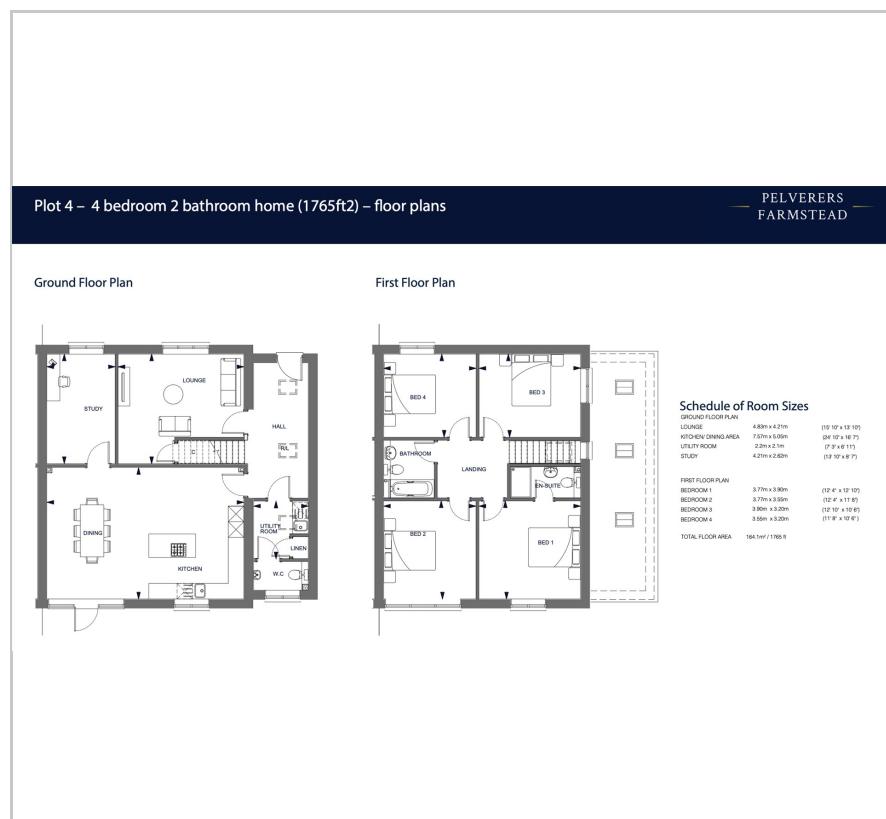 Plot 4 – 4 bedroom 2 bathroom home (1765ft2) – floor plans
PELVERERS
FARMSTEAD
Ground Floor Plan
First Floor Plan
STUDY
LOUNGE
HALL
R/L
DINING
KITCHEN
UTILITY
ROOM
LINEN
W.C
BED 4
BED 3
BATHROOM
LANDING
EN-SUITE
BED 2
BED 1
Schedule of Room Sizes
GROUND FLOOR PLAN
LOUNGE 4.83m x 4.21m (15' 10" x 13' 10")
KITCHEN/ DINING AREA 7.57m x 5.05m (24' 10" x 16' 7")
UTILITY ROOM 2.2m x 2.1m (7' 3" x 6' 11")
STUDY 4.21m x 2.62m (13' 10" x 8' 7")
FIRST FLOOR PLAN
BEDROOM 1 3.77m x 3.90m (12' 4" x 12' 10")
BEDROOM 2 3.77m x 3.55m (12' 4" x 11' 8")
BEDROOM 3 3.90m x 3.20m (12' 10" x 10' 6")
BEDROOM 4 3.55m x 3.20m (11' 8" x 10' 6")
TOTAL FLOOR AREA 164.1m² / 1765 ft